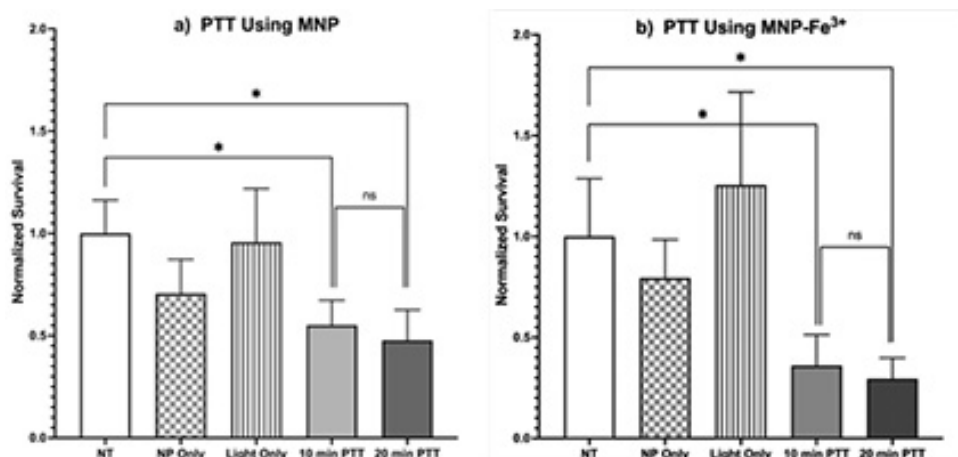 a) PTT Using MNP
Normalized Survival
2.0
1.5
1.0
0.5
0.0
*
*
ns
NT
NP Only
Light Only
10 min PTT
20 min PTT
b) PTT Using MNP-Fe³⁺
Normalized Survival
2.0
1.5
1.0
0.5
0.0
*
*
ns
NT
NP Only
Light Only
10 min PTT
20 min PTT